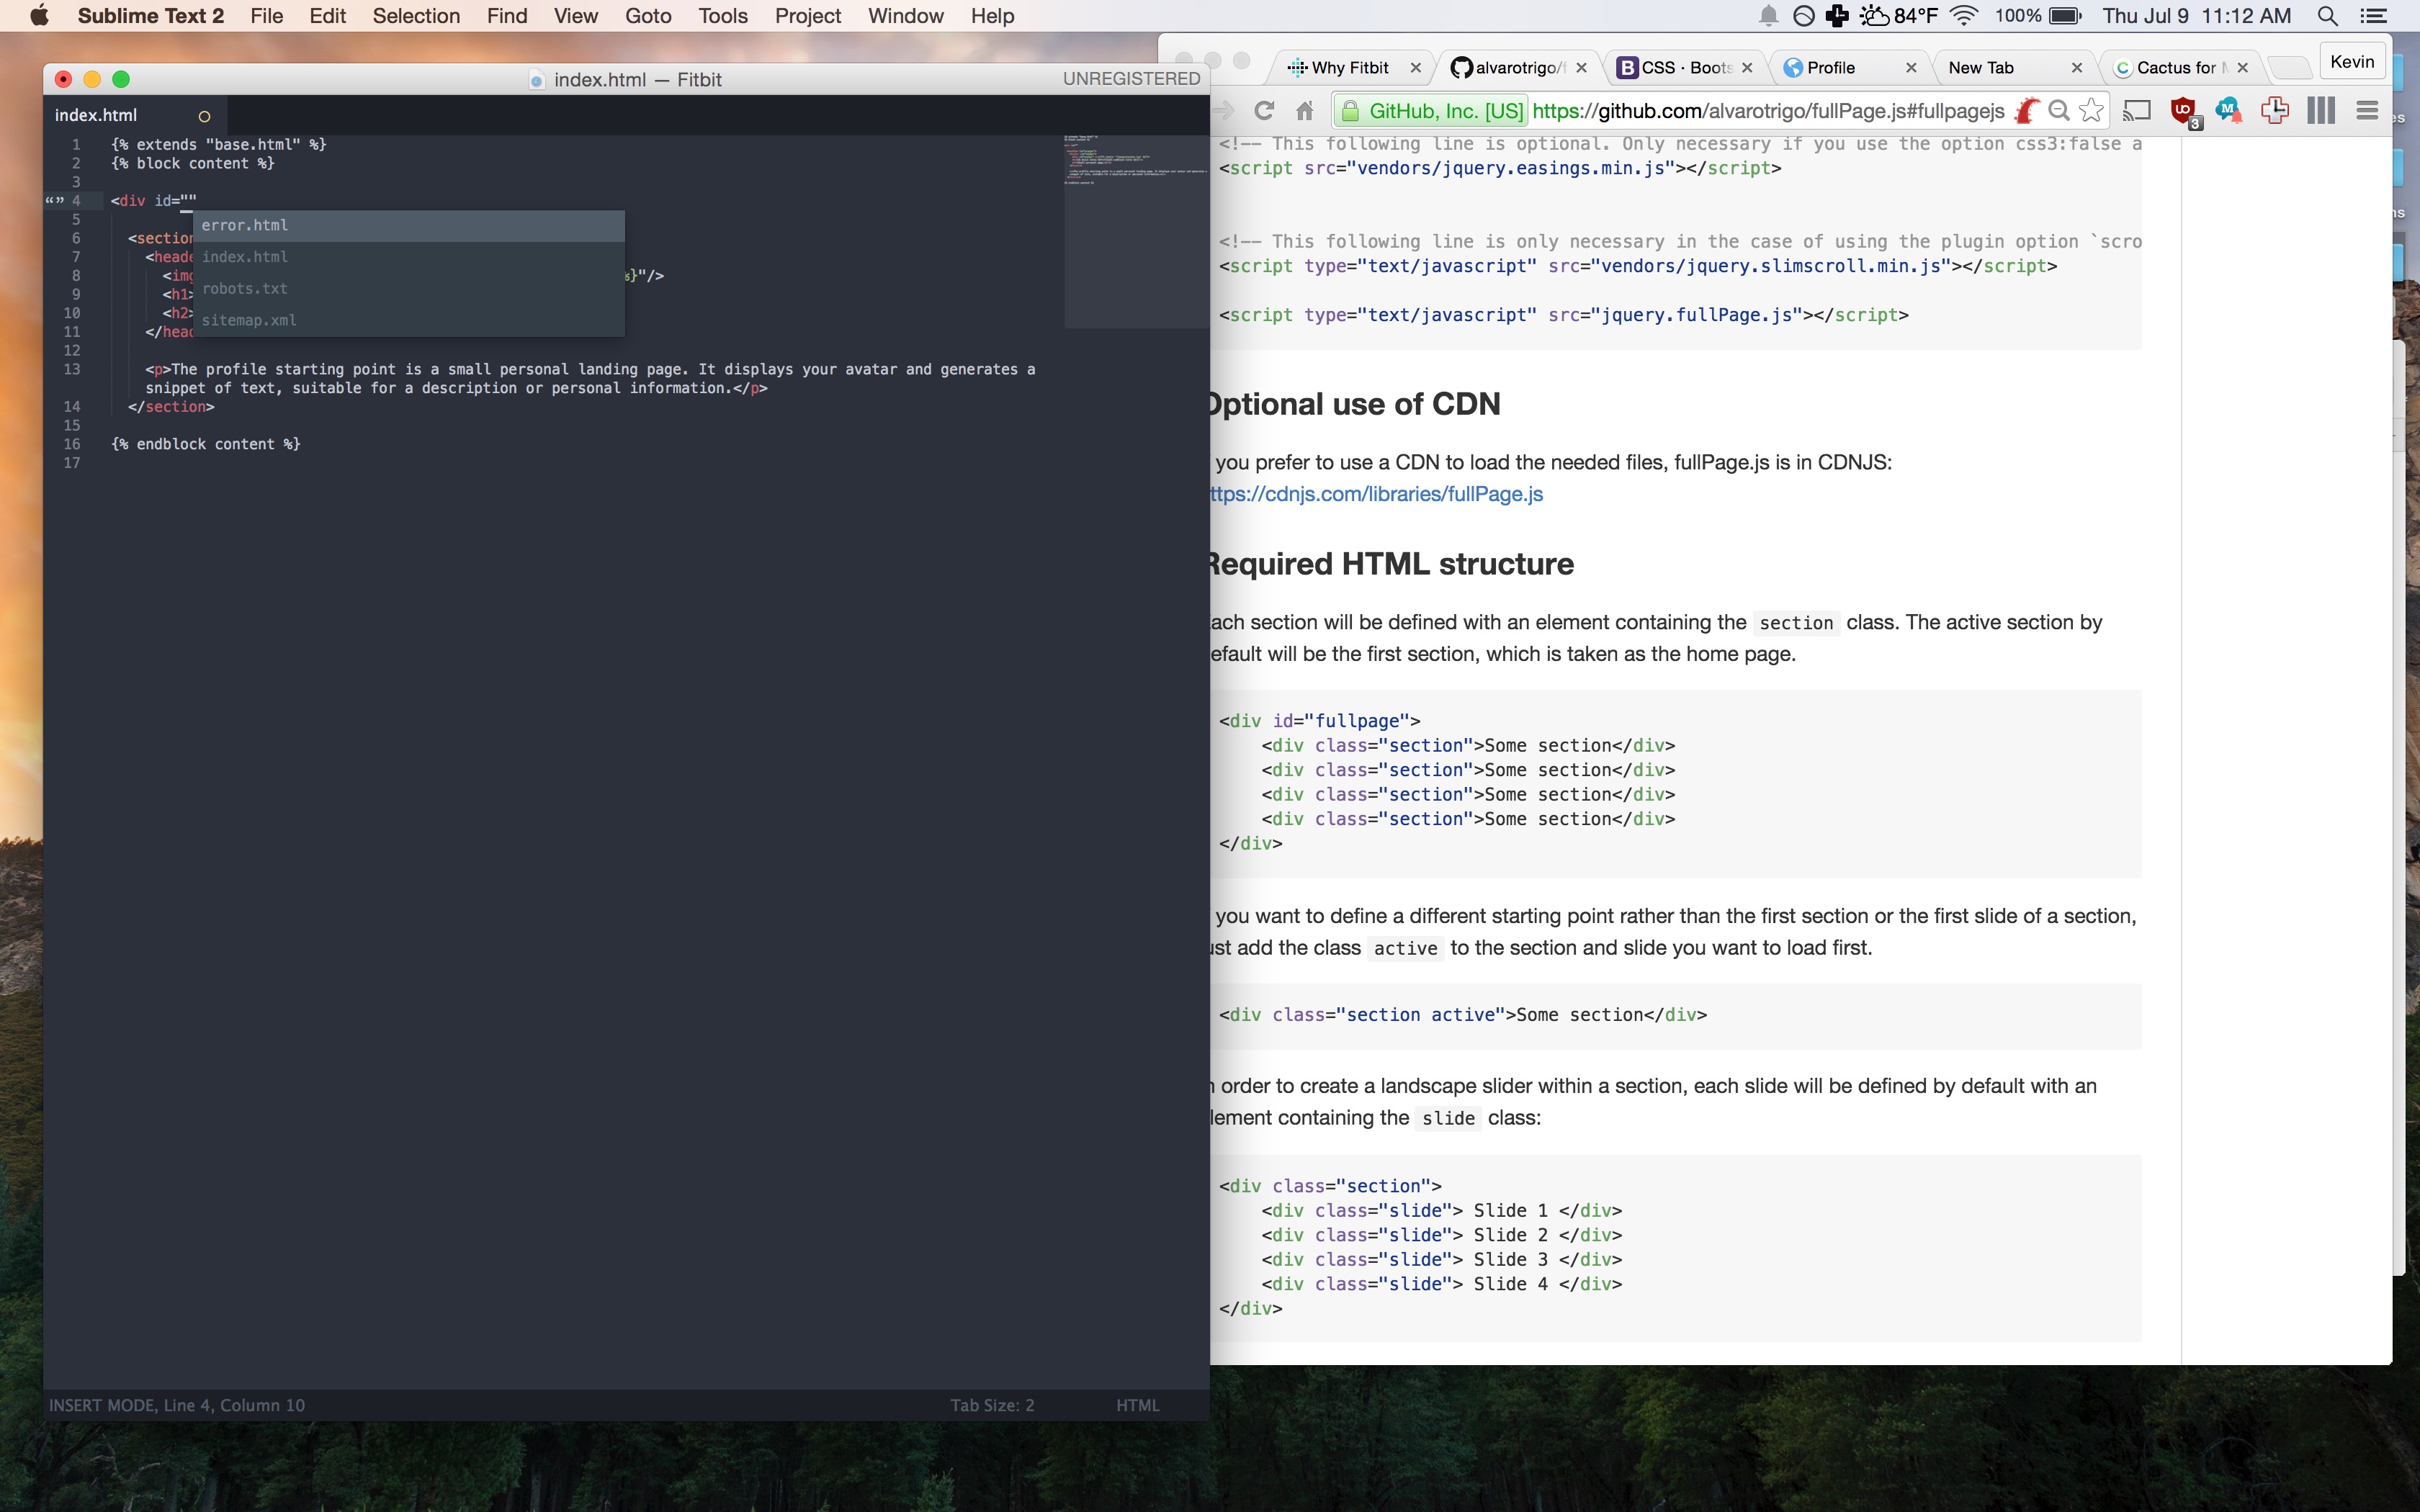 Sublime Text 2 File Edit Selection Find View Goto Tools Project Window Help
84°F 100% Thu Jul 9 11:12 AM
index.html — Fitbit UNREGISTERED
index.html
1 {% extends "base.html" %}
2 {% block content %}
3
“” 4 <div id=""
5
6 <section
7 <heade
8 <img }"/>
9 <h1>
10 <h2>
11 </head
error.html
index.html
robots.txt
sitemap.xml
12
13 <p>The profile starting point is a small personal landing page. It displays your avatar and generates a
snippet of text, suitable for a description or personal information.</p>
14 </section>
15
16 {% endblock content %}
17
INSERT MODE, Line 4, Column 10 Tab Size: 2 HTML
Why Fitbit alvarotrigo/f CSS · Boots Profile New Tab Cactus for M Kevin
GitHub, Inc. [US] https://github.com/alvarotrigo/fullPage.js#fullpagejs 3
<!-- This following line is optional. Only necessary if you use the option css3:false a
<script src="vendors/jquery.easings.min.js"></script>
<!-- This following line is only necessary in the case of using the plugin option `scro
<script type="text/javascript" src="vendors/jquery.slimscroll.min.js"></script>
<script type="text/javascript" src="jquery.fullPage.js"></script>
Optional use of CDN
you prefer to use a CDN to load the needed files, fullPage.js is in CDNJS:
ttps://cdnjs.com/libraries/fullPage.js
Required HTML structure
ach section will be defined with an element containing the section class. The active section by
efault will be the first section, which is taken as the home page.
<div id="fullpage">
<div class="section">Some section</div>
<div class="section">Some section</div>
<div class="section">Some section</div>
<div class="section">Some section</div>
</div>
you want to define a different starting point rather than the first section or the first slide of a section,
ust add the class active to the section and slide you want to load first.
<div class="section active">Some section</div>
n order to create a landscape slider within a section, each slide will be defined by default with an
lement containing the slide class:
<div class="section">
<div class="slide"> Slide 1 </div>
<div class="slide"> Slide 2 </div>
<div class="slide"> Slide 3 </div>
<div class="slide"> Slide 4 </div>
</div>